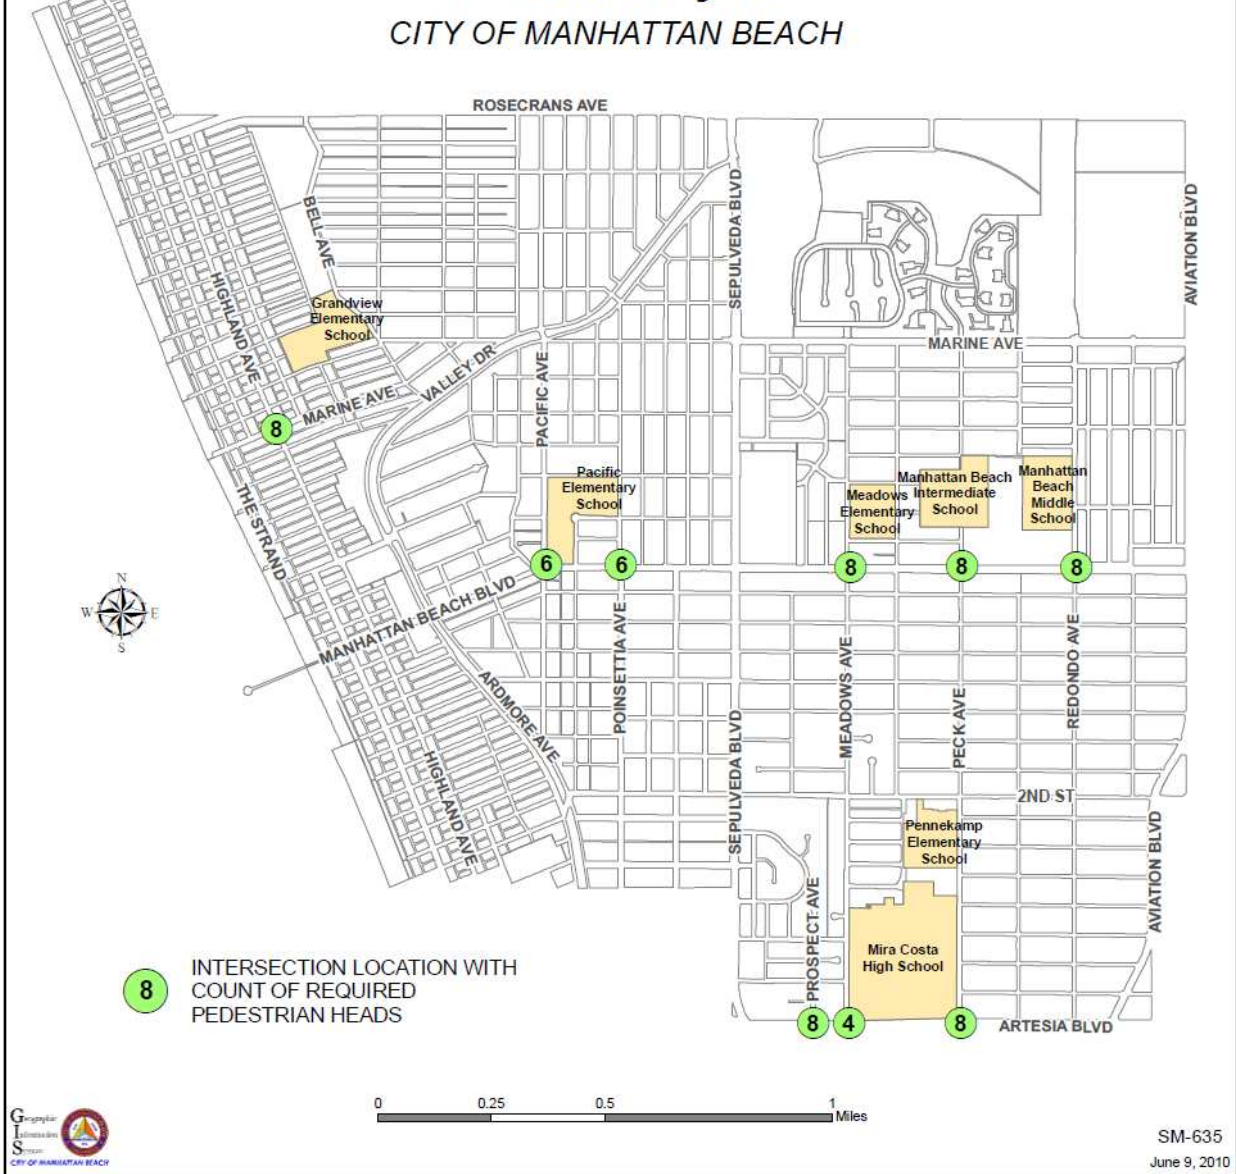 CITY OF MANHATTAN BEACH
ROSECRANS AVE
SEPULVEDA BLVD
AVIATION BLVD
BELL AVE
HIGHLAND AVE
Grandview
Elementary
School
MARINE AVE
VALLEY DR
PACIFIC AVE
MARINE AVE
8
THE STRAND
Pacific
Elementary
School
Meadows
Elementary
School
Manhattan Beach
Intermediate
School
Manhattan
Beach
Middle
School
6
6
8
8
8
N
W
E
S
MANHATTAN BEACH BLVD
ARDMORE AVE
POINSETTIA AVE
MEADOWS AVE
PECK AVE
REDONDO AVE
HIGHLAND AVE
SEPULVEDA BLVD
2ND ST
Pennekamp
Elementary
School
AVIATION BLVD
PROSPECT AVE
Mira Costa
High School
8
4
8
ARTESIA BLVD
8
INTERSECTION LOCATION WITH
COUNT OF REQUIRED
PEDESTRIAN HEADS
0
0.25
0.5
1
Miles
Geographic
Information
System
CITY OF MANHATTAN BEACH
SM-635
June 9, 2010